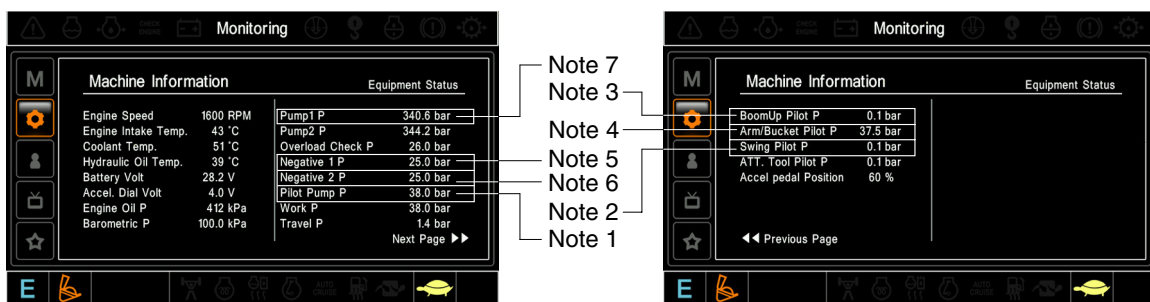 CHECK ENGINE
Monitoring
M
Machine Information
Equipment Status
Engine Speed 1600 RPM
Engine Intake Temp. 43 °C
Coolant Temp. 51 °C
Hydraulic Oil Temp. 39 °C
Battery Volt 28.2 V
Accel. Dial Volt 4.0 V
Engine Oil P 412 kPa
Barometric P 100.0 kPa
Pump1 P 340.6 bar
Pump2 P 344.2 bar
Overload Check P 26.0 bar
Negative 1 P 25.0 bar
Negative 2 P 25.0 bar
Pilot Pump P 38.0 bar
Work P 38.0 bar
Travel P 1.4 bar
Next Page
E
AUTO CRUISE
Note 7
Note 3
Note 4
Note 5
Note 6
Note 2
Note 1
CHECK ENGINE
Monitoring
M
Machine Information
Equipment Status
BoomUp Pilot P 0.1 bar
Arm/Bucket Pilot P 37.5 bar
Swing Pilot P 0.1 bar
ATT. Tool Pilot P 0.1 bar
Accel pedal Position 60 %
Previous Page
E
AUTO CRUISE